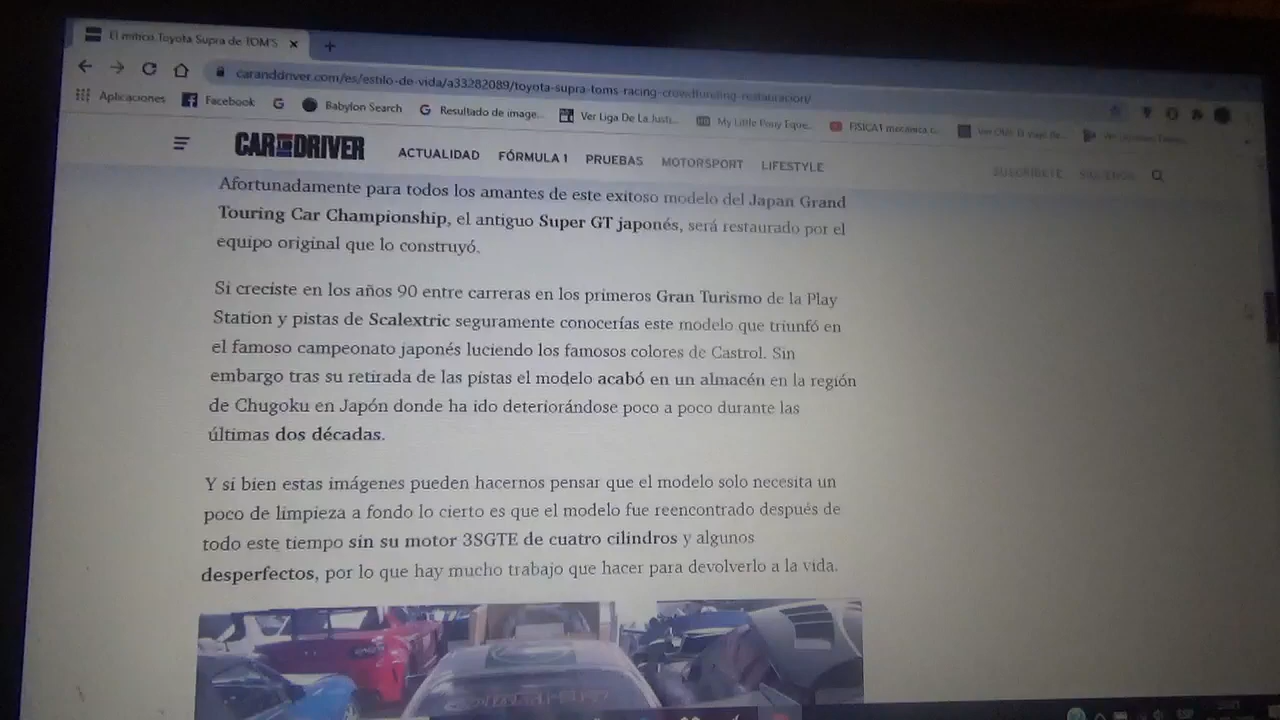 El mítico Toyota Supra de TOM'S
caranddriver.com/es/estilo-de-vida/a33282089/toyota-supra-toms-racing-crowdfunding-restauracion/
Aplicaciones Facebook Babylon Search Resultado de image... Ver Liga De La Justi... My Little Pony Eque... FISICA1 mecánica c...
CAR AND DRIVER ACTUALIDAD FÓRMULA 1 PRUEBAS MOTORSPORT LIFESTYLE SUSCRÍBETE SÍGUENOS
Afortunadamente para todos los amantes de este exitoso modelo del Japan Grand
Touring Car Championship, el antiguo Super GT japonés, será restaurado por el
equipo original que lo construyó.
Si creciste en los años 90 entre carreras en los primeros Gran Turismo de la Play
Station y pistas de Scalextric seguramente conocerías este modelo que triunfó en
el famoso campeonato japonés luciendo los famosos colores de Castrol. Sin
embargo tras su retirada de las pistas el modelo acabó en un almacén en la región
de Chugoku en Japón donde ha ido deteriorándose poco a poco durante las
últimas dos décadas.
Y si bien estas imágenes pueden hacernos pensar que el modelo solo necesita un
poco de limpieza a fondo lo cierto es que el modelo fue reencontrado después de
todo este tiempo sin su motor 3SGTE de cuatro cilindros y algunos
desperfectos, por lo que hay mucho trabajo que hacer para devolverlo a la vida.